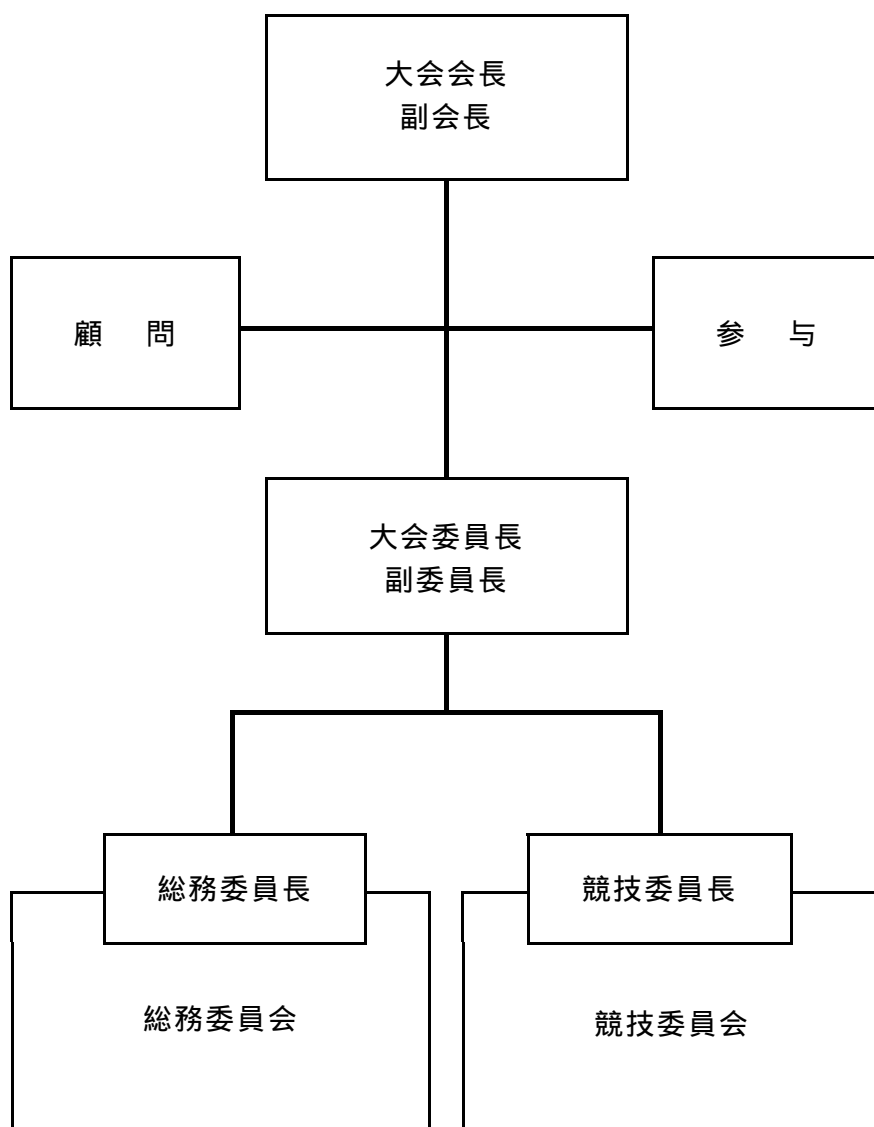 大会会長
副会長
顧　問
参　与
大会委員長
副委員長
総務委員長
競技委員長
総務委員会
競技委員会